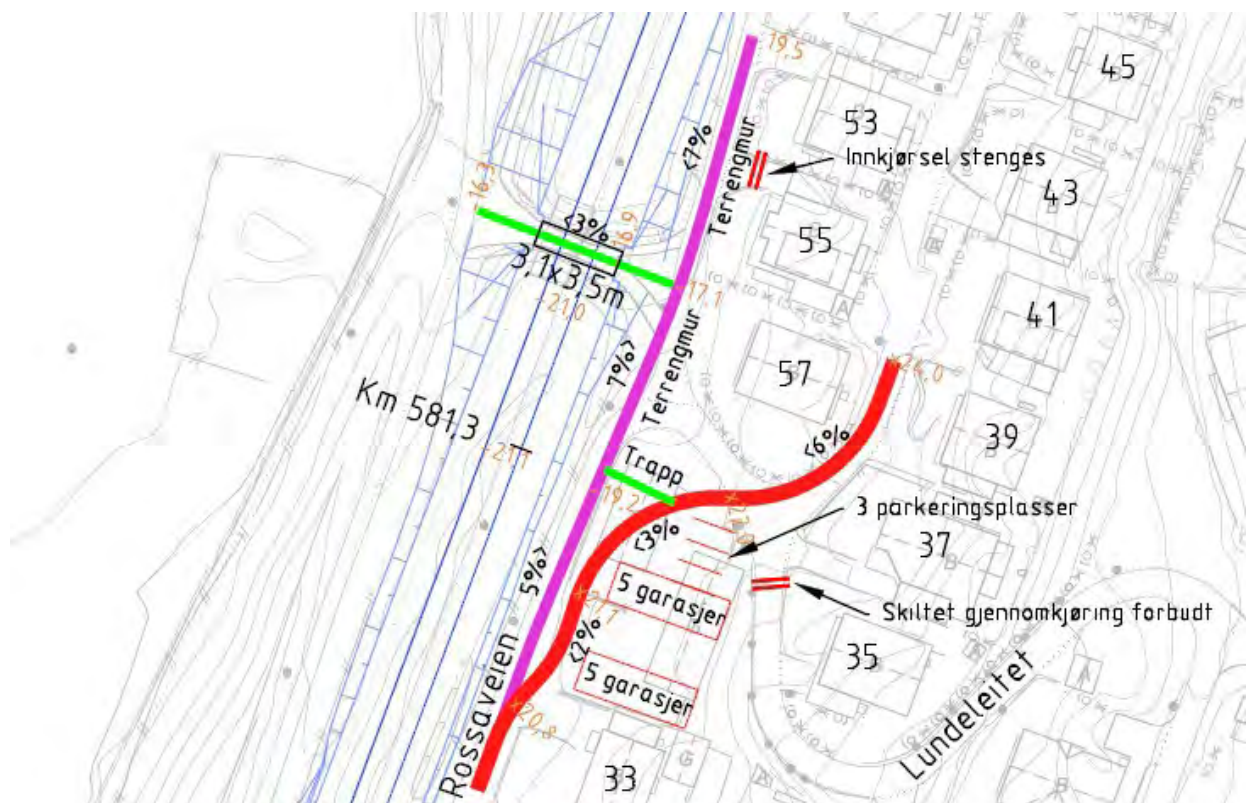 19,5
45
53
<7%
Terrengmur
Innkjørsel stenges
43
16,3
<3%
16,9
55
3,1x3,5m
17,1
21,0
A
41
7%>
Terrengmur
57
24,0
Km 581,3
21,1
39
<6%
Trapp
19,2
3 parkeringsplasser
<3%
37
5%>
5 garasjer
Skiltet gjennomkjøring forbudt
<2%
35
5 garasjer
A
Rossaveien
20,8
Lundeleitet
33
G